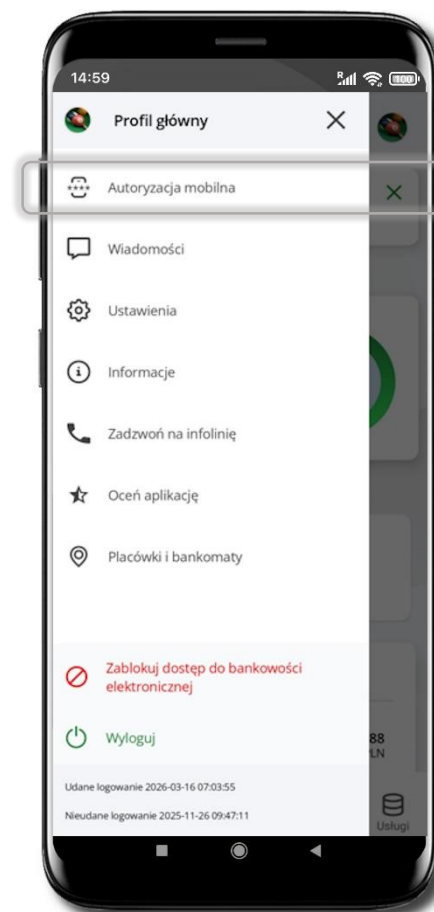 14:59
R
100
Profil główny
Autoryzacja mobilna
Wiadomości
Ustawienia
Informacje
Zadzwoń na infolinię
Oceń aplikację
Placówki i bankomaty
Zablokuj dostęp do bankowości
elektronicznej
Wyloguj
88
PLN
Udane logowanie 2026-03-16 07:03:55
Nieudane logowanie 2025-11-26 09:47:11
Usługi